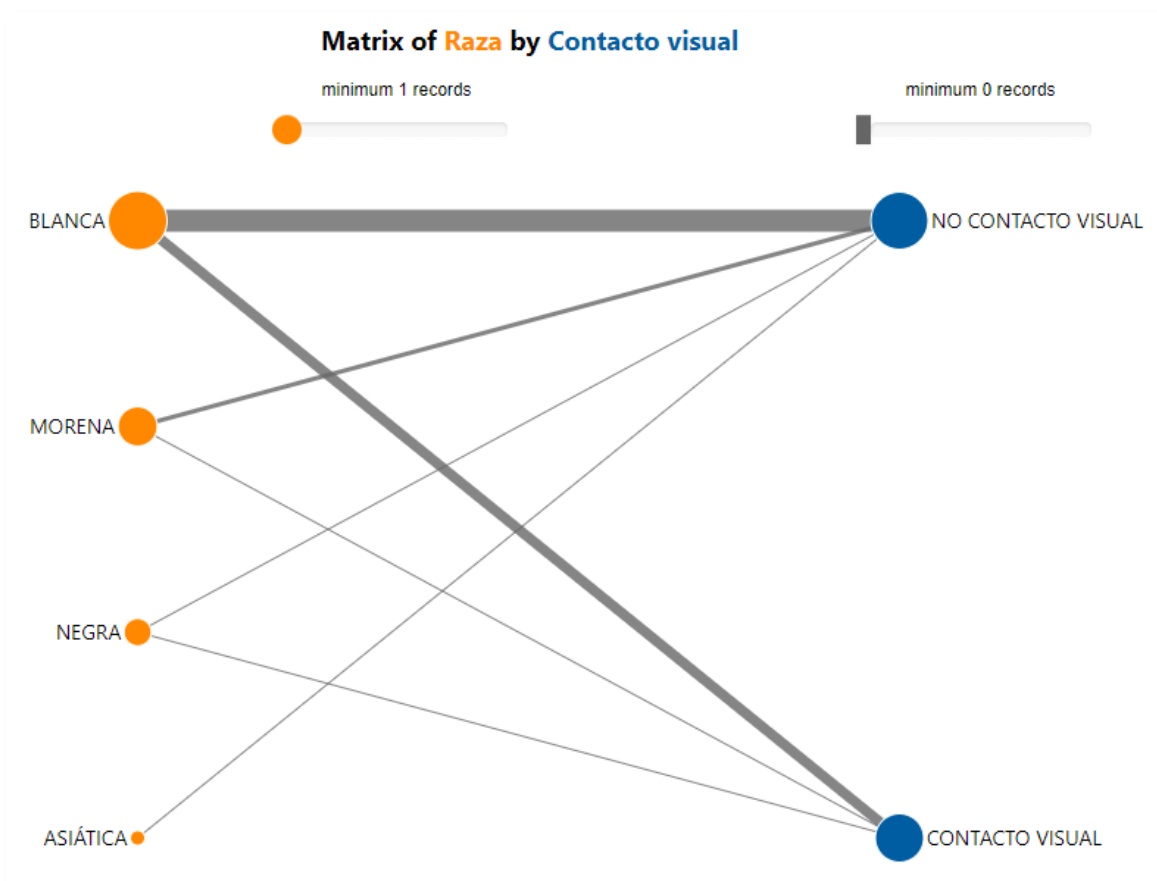 Matrix of Raza by Contacto visual
minimum 1 records
minimum 0 records
BLANCA
NO CONTACTO VISUAL
MORENA
NEGRA
ASIÁTICA
CONTACTO VISUAL